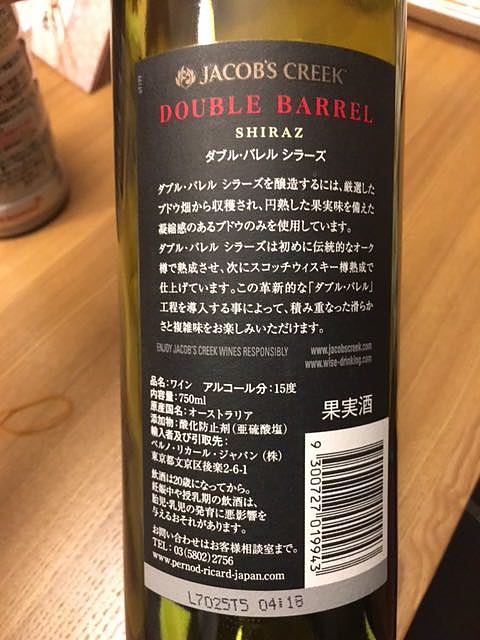 JACOB'S CREEK™
DOUBLE BARREL
SHIRAZ
ダブル・バレル シラーズ
ダブル・バレル シラーズを醸造するには、厳選した
ブドウ畑から収穫され、円熟した果実味を備えた
凝縮感のあるブドウのみを使用しています。
ダブル・バレル シラーズは初めに伝統的なオーク
樽で熟成させ、次にスコッチウィスキー樽熟成で
仕上げています。この革新的な「ダブル・バレル」
工程を導入する事によって、積み重なった滑らか
さと複雑味をお楽しみいただけます。
ENJOY JACOB'S CREEK WINES RESPONSIBLY
www.jacobscreek.com
www.wise-drinking.com
品名:ワイン アルコール分:15度
内容量:750ml
原産国名:オーストラリア
添加物:酸化防止剤(亜硫酸塩)
輸入者及び引取先:
ペルノ・リカール・ジャパン(株)
東京都文京区後楽2-6-1
果実酒
飲酒は20歳になってから。
妊娠中や授乳期の飲酒は、
胎児・乳児の発育に悪影響を
与えるおそれがあります。
お問い合わせはお客様相談室まで。
TEL:03(5802)2756
www.pernod-ricard-japan.com
9 300727 019943
L7025T5 04:18